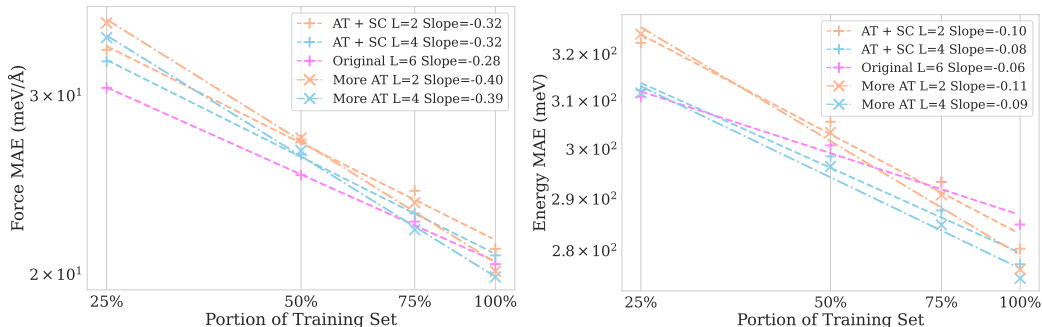 Force MAE (meV/Å)
3 × 10¹
2 × 10¹
AT + SC L=2 Slope=-0.32
AT + SC L=4 Slope=-0.32
Original L=6 Slope=-0.28
More AT L=2 Slope=-0.40
More AT L=4 Slope=-0.39
25%
50%
75%
100%
Portion of Training Set
Energy MAE (meV)
3.2 × 10²
3.1 × 10²
3 × 10²
2.9 × 10²
2.8 × 10²
AT + SC L=2 Slope=-0.10
AT + SC L=4 Slope=-0.08
Original L=6 Slope=-0.06
More AT L=2 Slope=-0.11
More AT L=4 Slope=-0.09
25%
50%
75%
100%
Portion of Training Set